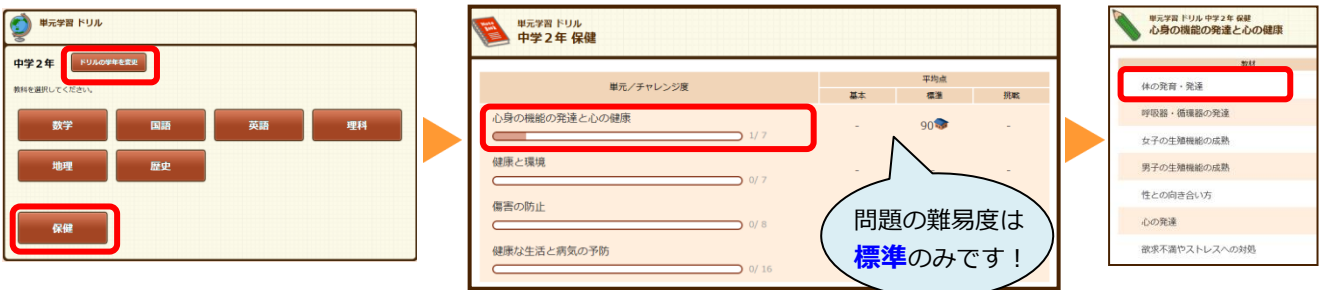 単元学習 ドリル
中学2年
ドリルの学年を変更
教科を選択してください。
数学
国語
英語
理科
地理
歴史
保健
単元学習 ドリル
中学2年 保健
単元/チャレンジ度
平均点
基本
標準
挑戦
心身の機能の発達と心の健康
1/ 7
-
90
-
健康と環境
0/ 7
-
-
傷害の防止
0/ 8
健康な生活と病気の予防
0/ 16
問題の難易度は
標準のみです!
単元学習 ドリル 中学2年 保健
心身の機能の発達と心の健康
教材
体の発育・発達
呼吸器・循環器の発達
女子の生殖機能の成熟
男子の生殖機能の成熟
性との向き合い方
心の発達
欲求不満やストレスへの対処